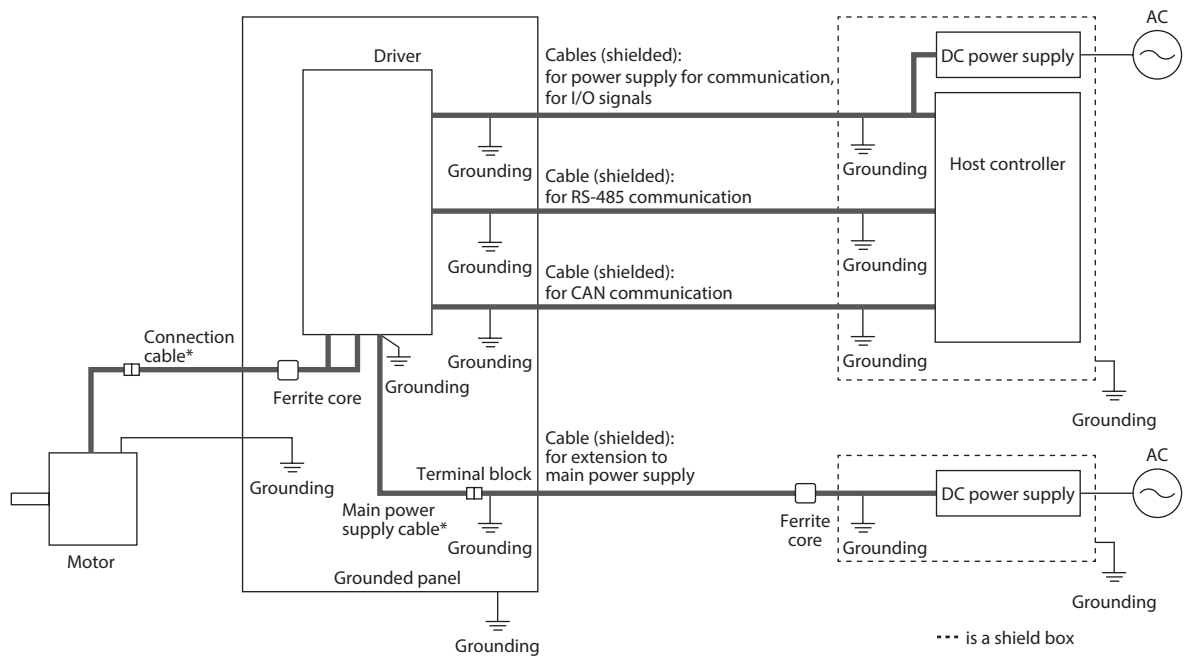 AC
DC power supply
Driver
Cables (shielded):
for power supply for communication,
for I/O signals
Grounding
Grounding
Host controller
Cable (shielded):
for RS-485 communication
Grounding
Grounding
Cable (shielded):
for CAN communication
Grounding
Grounding
Connection
cable*
Ferrite core
Grounding
Grounding
Cable (shielded):
for extension to
main power supply
AC
Terminal block
Grounding
DC power supply
Main power
supply cable*
Grounding
Ferrite
core
Grounding
Motor
Grounded panel
Grounding
Grounding
--- is a shield box